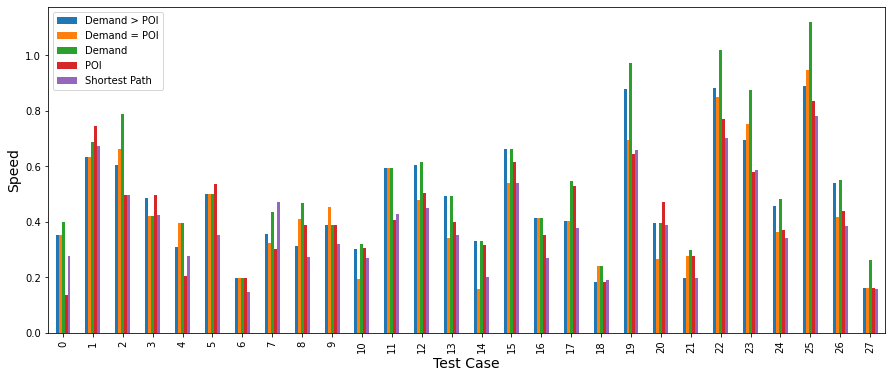 Demand > POI
Demand = POI
Demand
POI
Shortest Path
1.0
0.8
0.6
0.4
0.2
0.0
Speed
0 1 2 3 4 5 6 7 8 9 10 11 12 13 14 15 16 17 18 19 20 21 22 23 24 25 26 27
Test Case